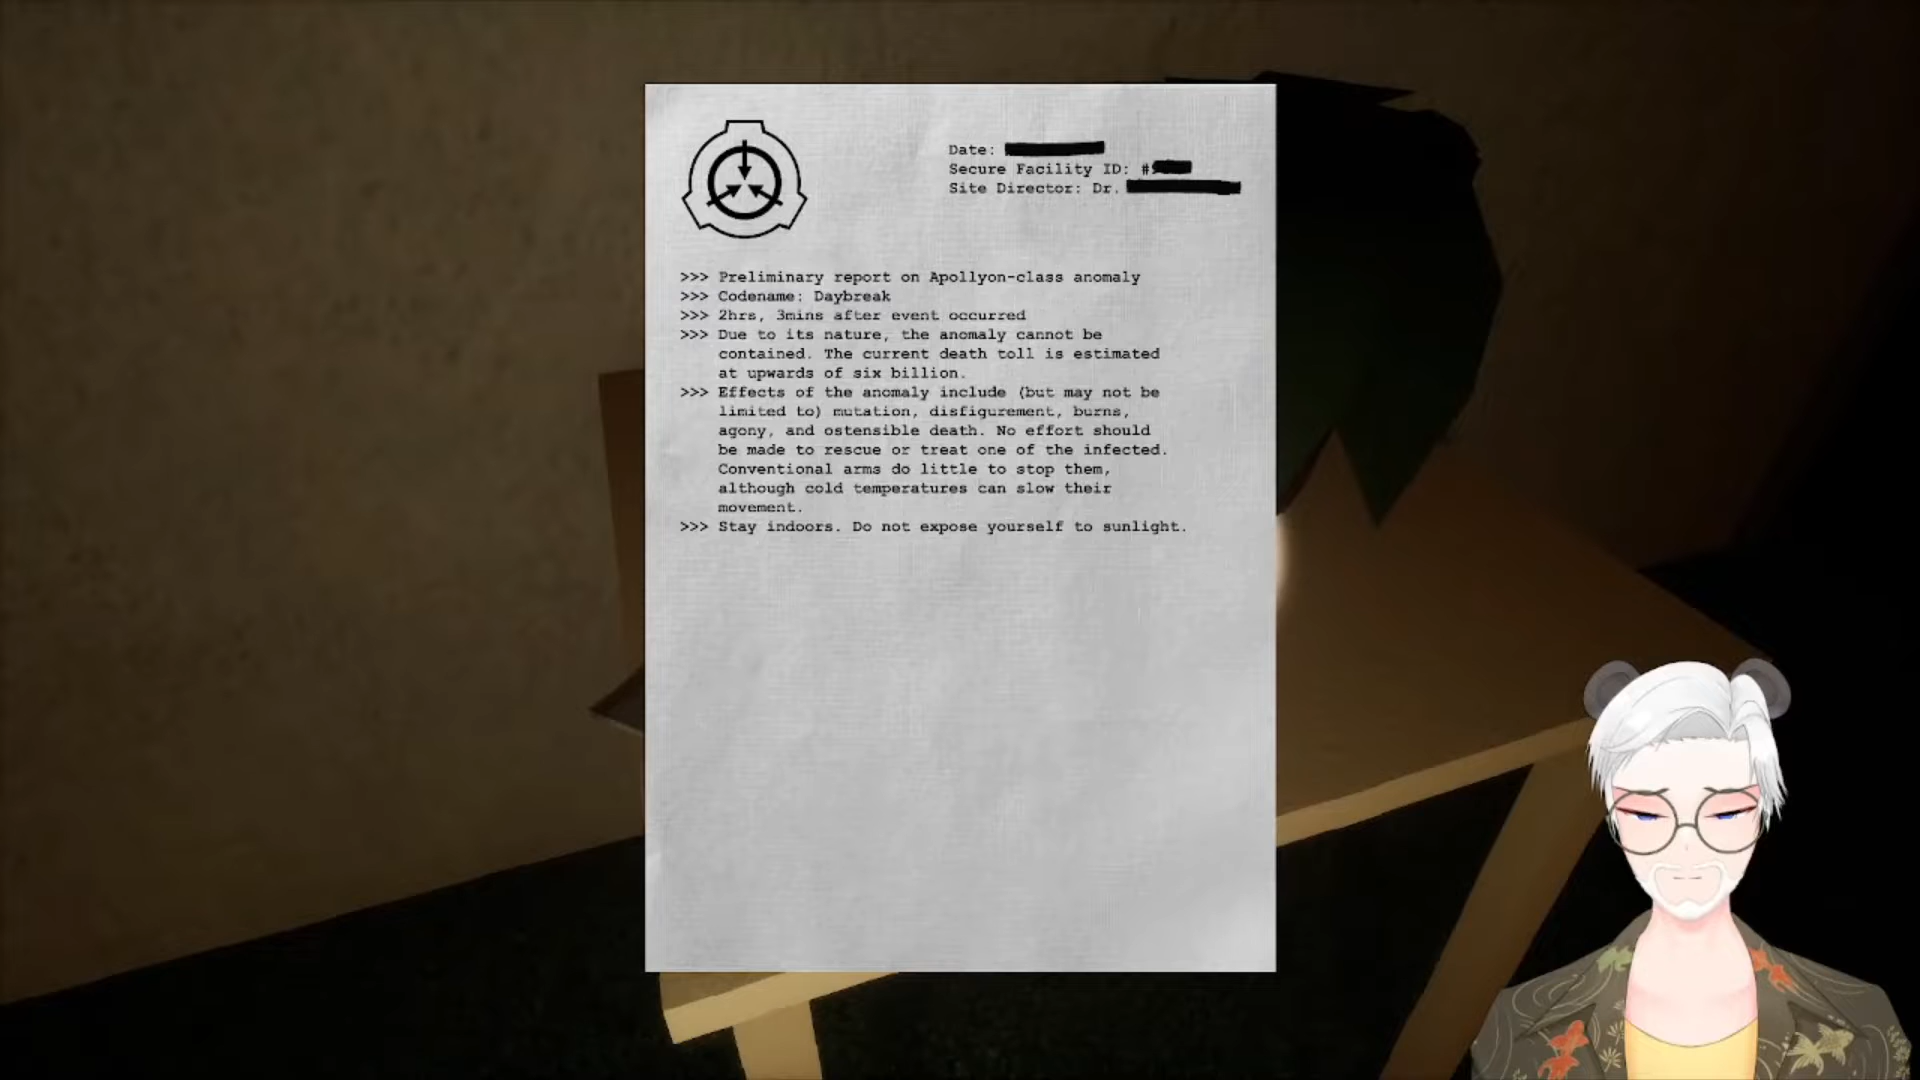 Date:
Secure Facility ID: #
Site Director: Dr.
>>> Preliminary report on Apollyon-class anomaly
>>> Codename: Daybreak
>>> 2hrs, 3mins after event occurred
>>> Due to its nature, the anomaly cannot be
contained. The current death toll is estimated
at upwards of six billion.
>>> Effects of the anomaly include (but may not be
limited to) mutation, disfigurement, burns,
agony, and ostensible death. No effort should
be made to rescue or treat one of the infected.
Conventional arms do little to stop them,
although cold temperatures can slow their
movement.
>>> Stay indoors. Do not expose yourself to sunlight.